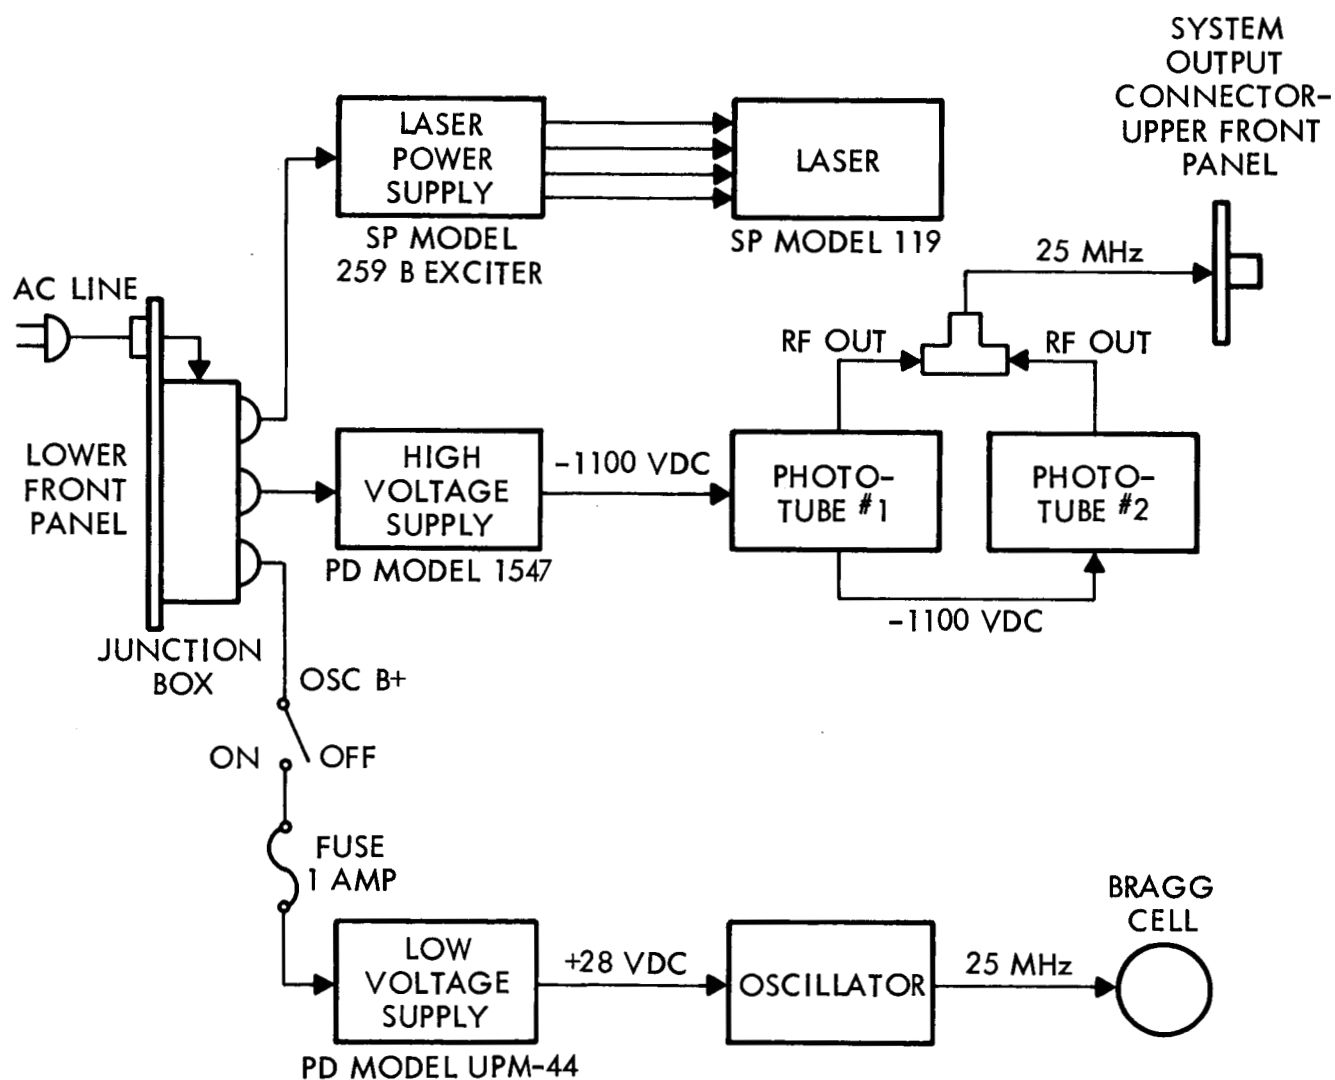 SYSTEM
OUTPUT
CONNECTOR-
UPPER FRONT
PANEL
LASER
POWER
SUPPLY
SP MODEL
259 B EXCITER
LASER
SP MODEL 119
25 MHz
AC LINE
RF OUT
RF OUT
LOWER
FRONT
PANEL
HIGH
VOLTAGE
SUPPLY
PD MODEL 1547
-1100 VDC
PHOTO-
TUBE #1
PHOTO-
TUBE #2
-1100 VDC
JUNCTION
BOX
OSC B+
ON
OFF
FUSE
1 AMP
LOW
VOLTAGE
SUPPLY
PD MODEL UPM-44
+28 VDC
OSCILLATOR
25 MHz
BRAGG
CELL